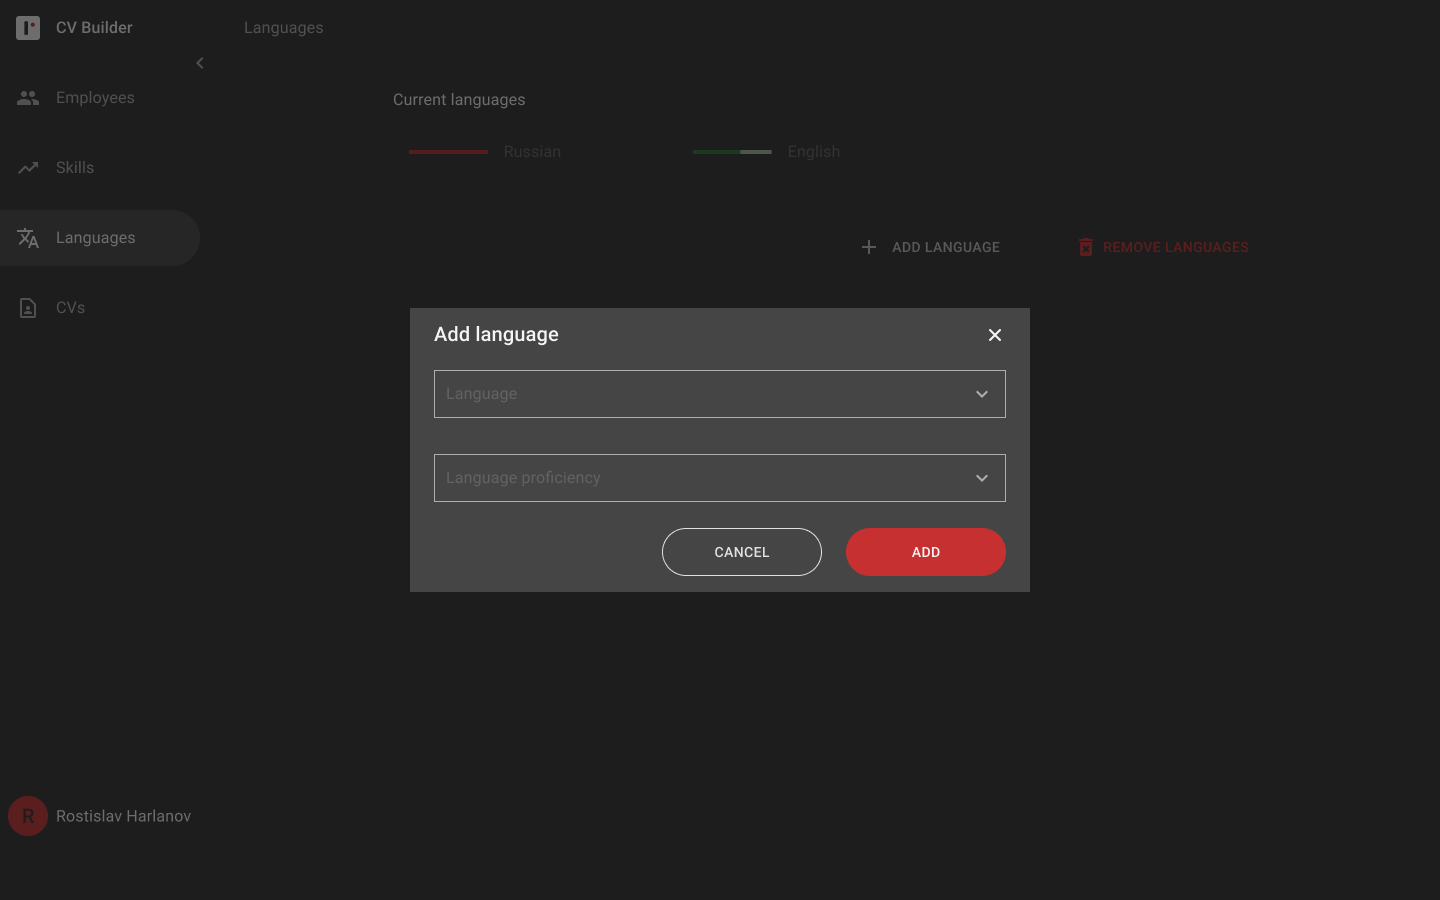 CV Builder
Languages
Employees
Current languages
Russian
English
Skills
Languages
ADD LANGUAGE
REMOVE LANGUAGES
CVs
Add language
Language
Language proficiency
CANCEL
ADD
R
Rostislav Harlanov